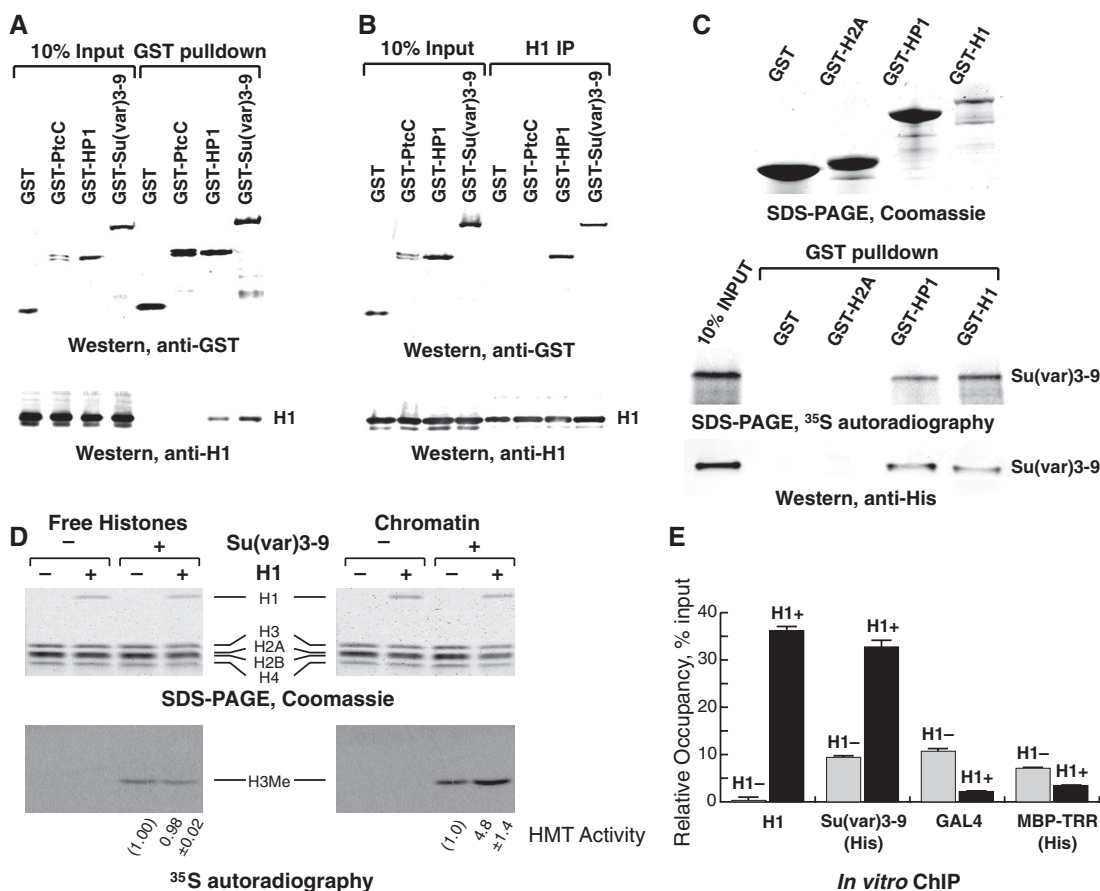 A
10% Input GST pulldown
GST
GST-PtcC
GST-HP1
GST-Su(var)3-9
GST
GST-PtcC
GST-HP1
GST-Su(var)3-9
Western, anti-GST
H1
Western, anti-H1
B
10% Input H1 IP
GST
GST-PtcC
GST-HP1
GST-Su(var)3-9
GST
GST-PtcC
GST-HP1
GST-Su(var)3-9
Western, anti-GST
H1
Western, anti-H1
C
GST
GST-H2A
GST-HP1
GST-H1
SDS-PAGE, Coomassie
GST pulldown
10% INPUT
GST
GST-H2A
GST-HP1
GST-H1
Su(var)3-9
SDS-PAGE, ³⁵S autoradiography
Su(var)3-9
Western, anti-His
D
Free Histones Chromatin
− + Su(var)3-9 − +
− + − + H1 − + − +
H1
H3
H2A
H2B
H4
SDS-PAGE, Coomassie
H3Me
(1.00) 0.98 ±0.02 (1.0) 4.8 ±1.4 HMT Activity
³⁵S autoradiography
E
Relative Occupancy, % input
40
30
20
10
0
H1− H1+ H1− H1+ H1− H1+ H1− H1+
H1 Su(var)3-9 GAL4 MBP-TRR
(His) (His)
In vitro ChIP